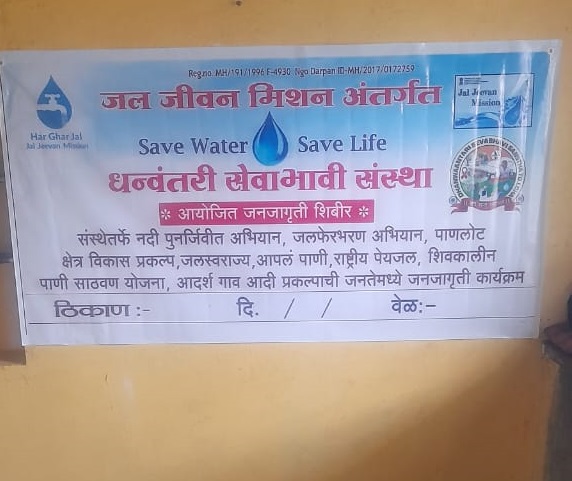 Reg.no. MH/191/1996 F-4930 Ngo Darpan ID-MH/2017/0172759
जल जीवन मिशन अंतर्गत
Har Ghar Jal
Jal Jeevan Mission
Jal Jeevan
Mission
Save Water Save Life
धन्वंतरी सेवाभावी संस्था
* आयोजित जनजागृती शिबीर *
संस्थेतर्फे नदी पुनर्जिवीत अभियान, जलफेरभरण अभियान, पाणलोट
क्षेत्र विकास प्रकल्प,जलस्वराज्य,आपलं पाणी,राष्ट्रीय पेयजल, शिवकालीन
पाणी साठवण योजना, आदर्श गाव आदी प्रकल्पाची जनतेमध्ये जनजागृती कार्यक्रम
ठिकाण :- दि. / / वेळ:-